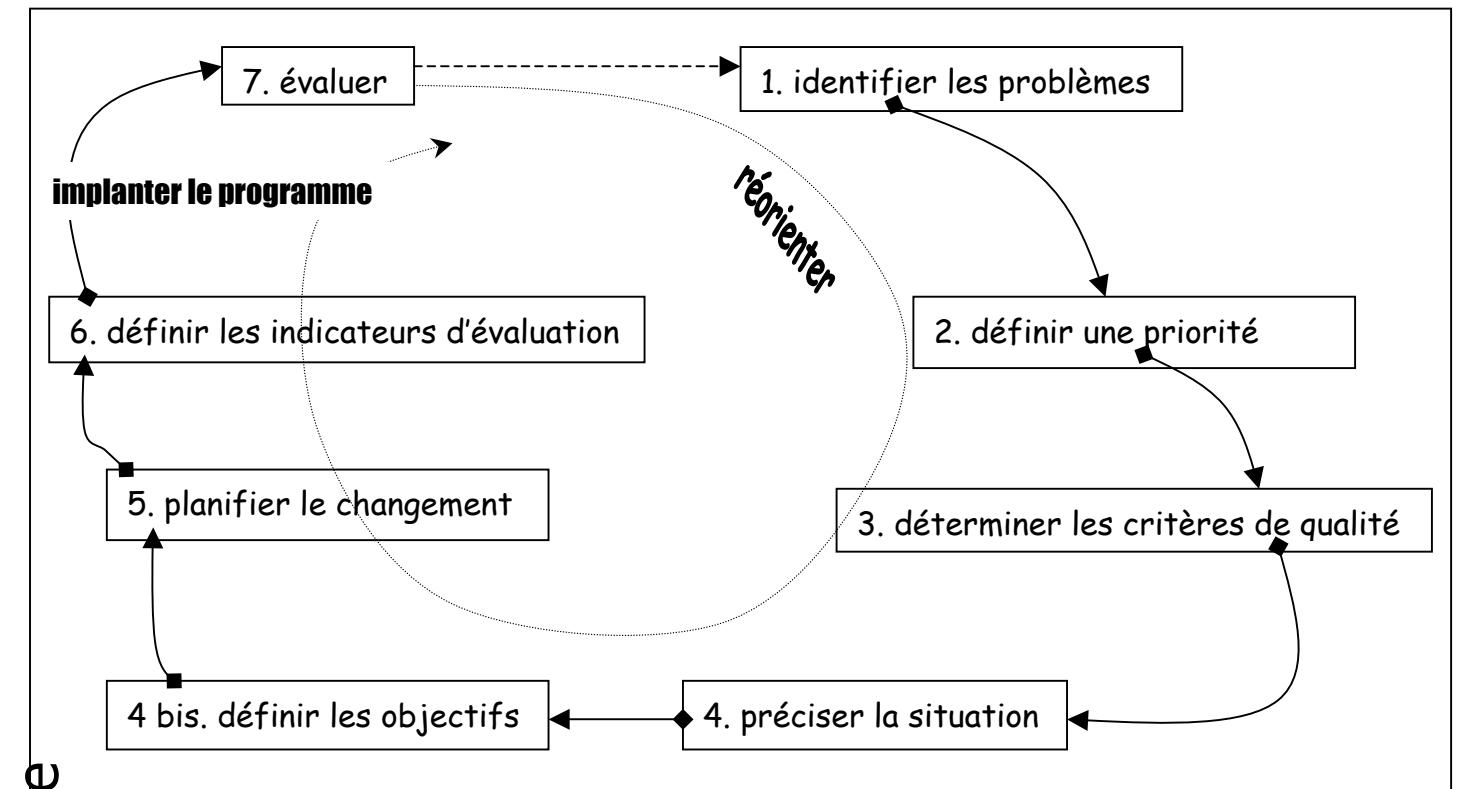 7. évaluer
1. identifier les problèmes
implanter le programme
réorienter
6. définir les indicateurs d'évaluation
2. définir une priorité
5. planifier le changement
3. déterminer les critères de qualité
4 bis. définir les objectifs
4. préciser la situation
e